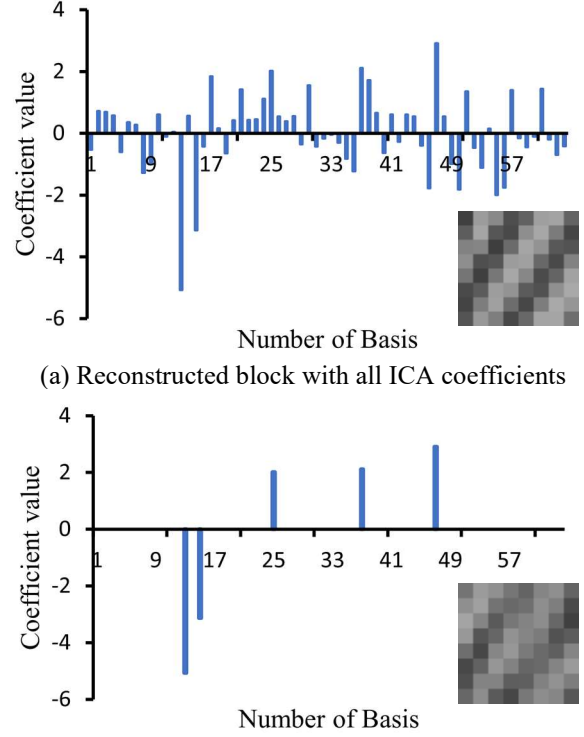 4
2
0
-2
-4
-6
Coefficient value
1 9 17 25 33 41 49 57
Number of Basis
(a) Reconstructed block with all ICA coefficients
4
2
0
-2
-4
-6
Coefficient value
1 9 17 25 33 41 49 57
Number of Basis